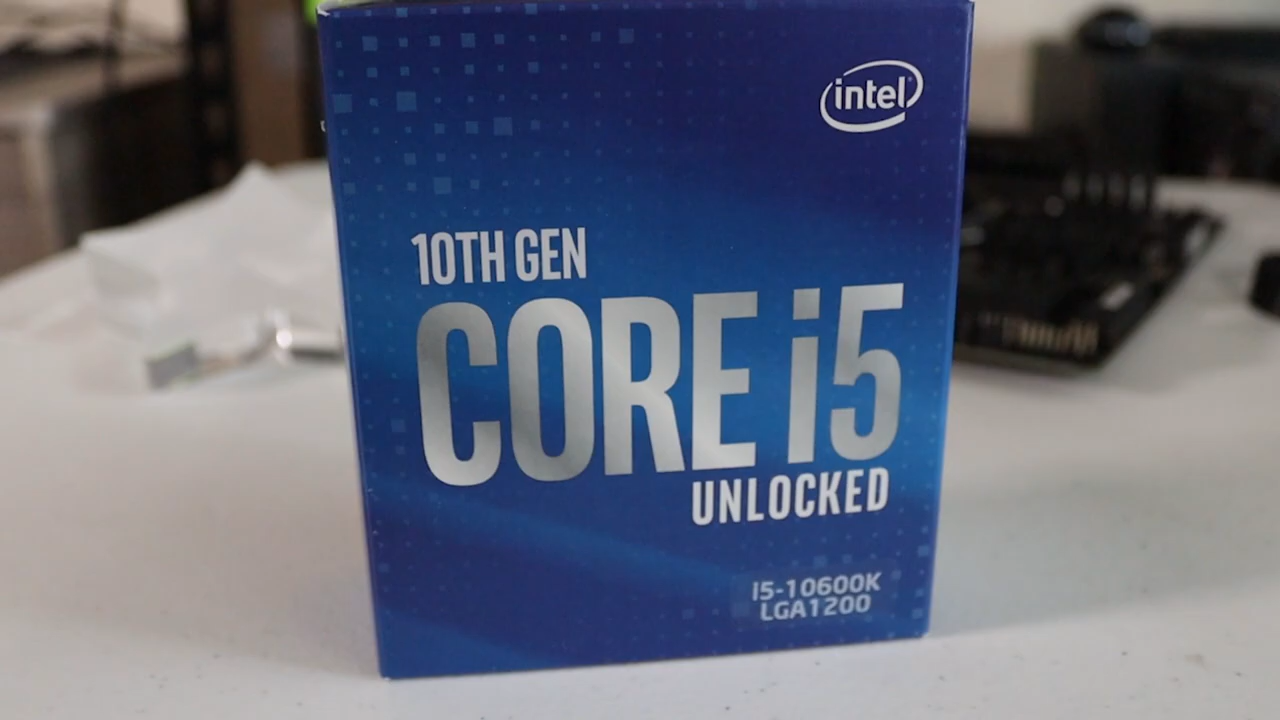 intel
10TH GEN
CORE i5
UNLOCKED
I5-10600K
LGA1200